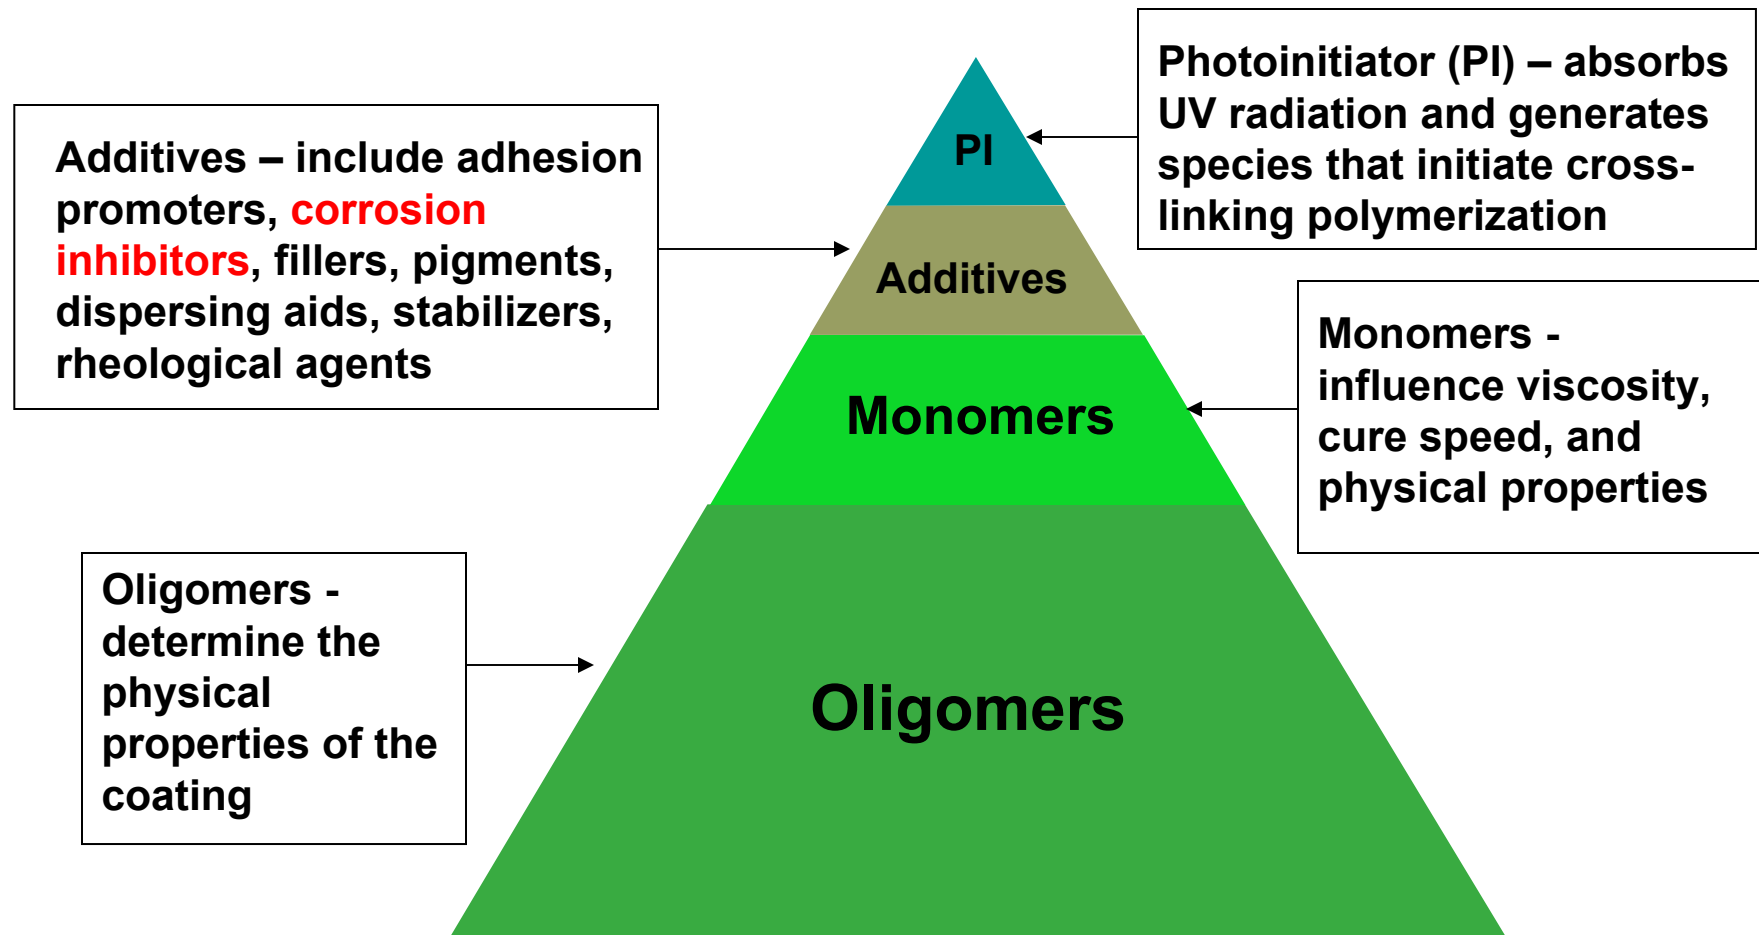 Photoinitiator (PI) – absorbs
UV radiation and generates
species that initiate cross-
linking polymerization
Additives – include adhesion
promoters, corrosion
inhibitors, fillers, pigments,
dispersing aids, stabilizers,
rheological agents
PI
Additives
Monomers
Monomers -
influence viscosity,
cure speed, and
physical properties
Oligomers -
determine the
physical
properties of the
coating
Oligomers